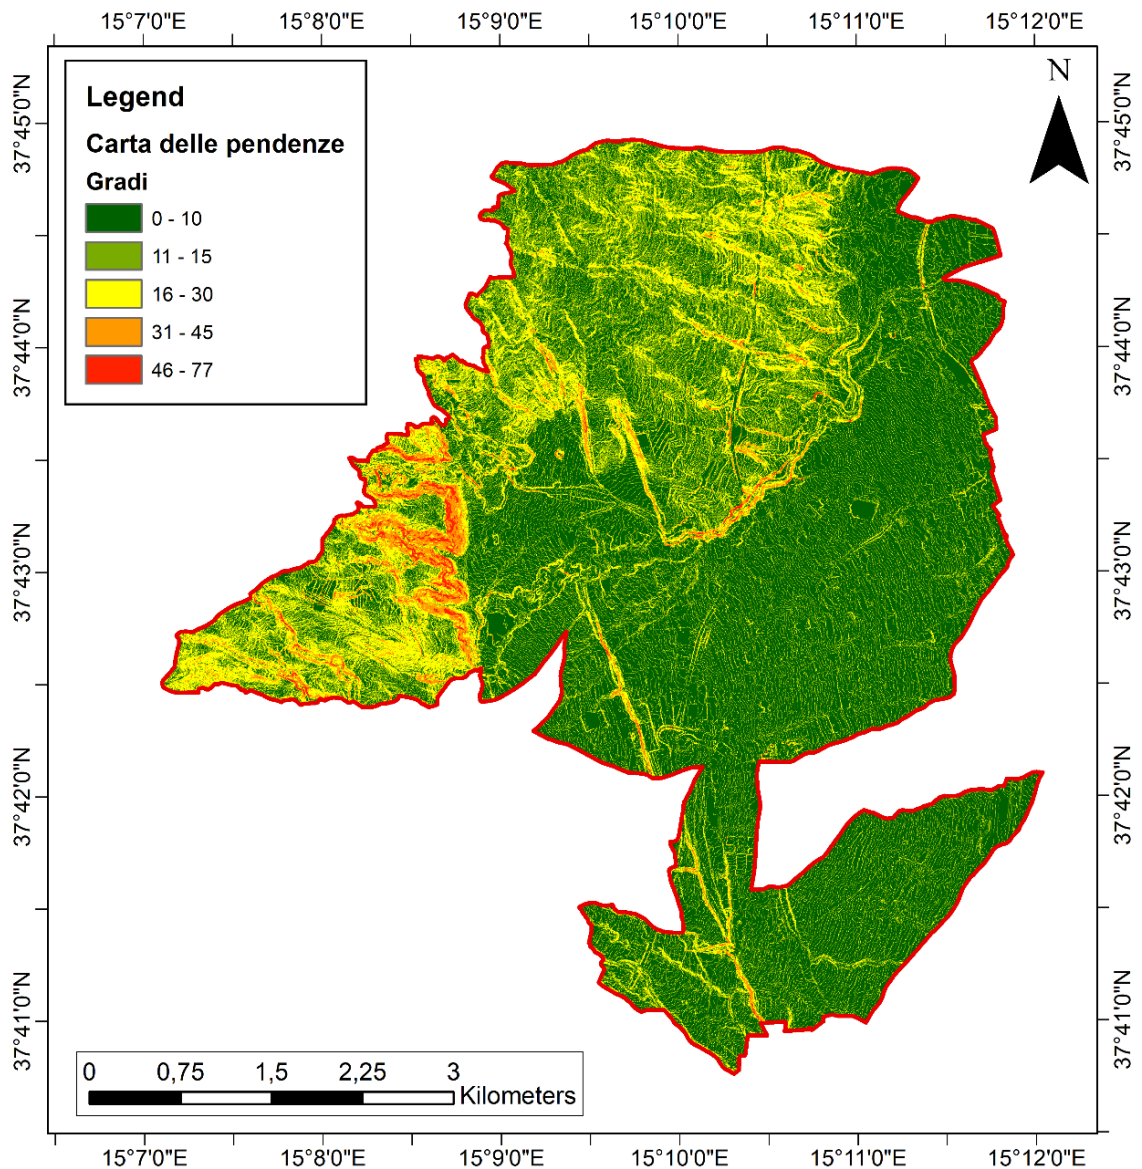 15°7'0"E 15°8'0"E 15°9'0"E 15°10'0"E 15°11'0"E 15°12'0"E
N
Legend
Carta delle pendenze
Gradi
0 - 10
11 - 15
16 - 30
31 - 45
46 - 77
37°45'0"N 37°45'0"N
37°44'0"N 37°44'0"N
37°43'0"N 37°43'0"N
37°42'0"N 37°42'0"N
37°41'0"N 37°41'0"N
0 0,75 1,5 2,25 3
Kilometers
15°7'0"E 15°8'0"E 15°9'0"E 15°10'0"E 15°11'0"E 15°12'0"E